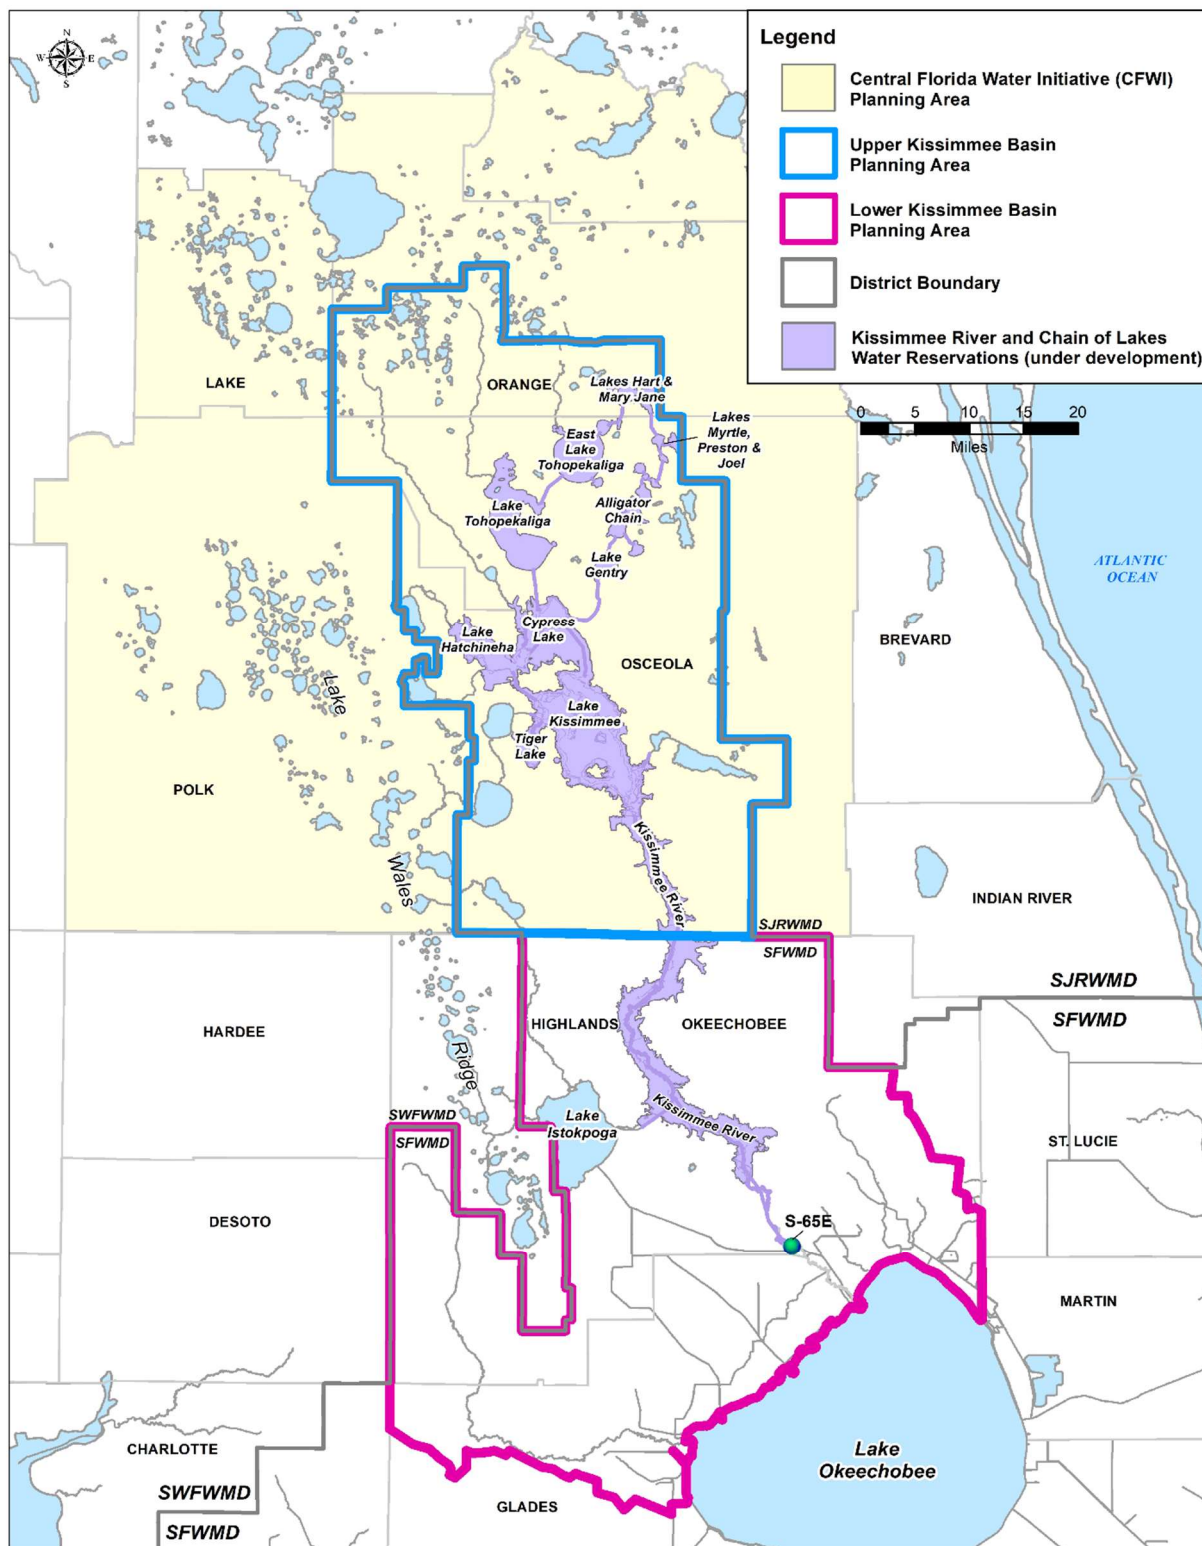 N
W
E
S
Legend
Central Florida Water Initiative (CFWI)
Planning Area
Upper Kissimmee Basin
Planning Area
Lower Kissimmee Basin
Planning Area
District Boundary
Kissimmee River and Chain of Lakes
Water Reservations (under development)
0 5 10 15 20
Miles
LAKE
ORANGE
Lakes Hart &
Mary Jane
Lakes
Myrtle,
Preston &
Joel
East
Lake
Tohopekaliga
Lake
Tohopekaliga
Alligator
Chain
Lake
Gentry
ATLANTIC
OCEAN
Cypress
Lake
Lake
Hatchineha
BREVARD
OSCEOLA
Lake
Lake
Kissimmee
Tiger
Lake
POLK
Kissimmee River
Wales
INDIAN RIVER
SJRWMD
SFWMD
SJRWMD
SFWMD
HARDEE
HIGHLANDS
OKEECHOBEE
Ridge
Kissimmee River
SWFWMD
SFWMD
Lake
Istokpoga
ST. LUCIE
DESOTO
S-65E
MARTIN
CHARLOTTE
Lake
Okeechobee
SWFWMD
SFWMD
GLADES